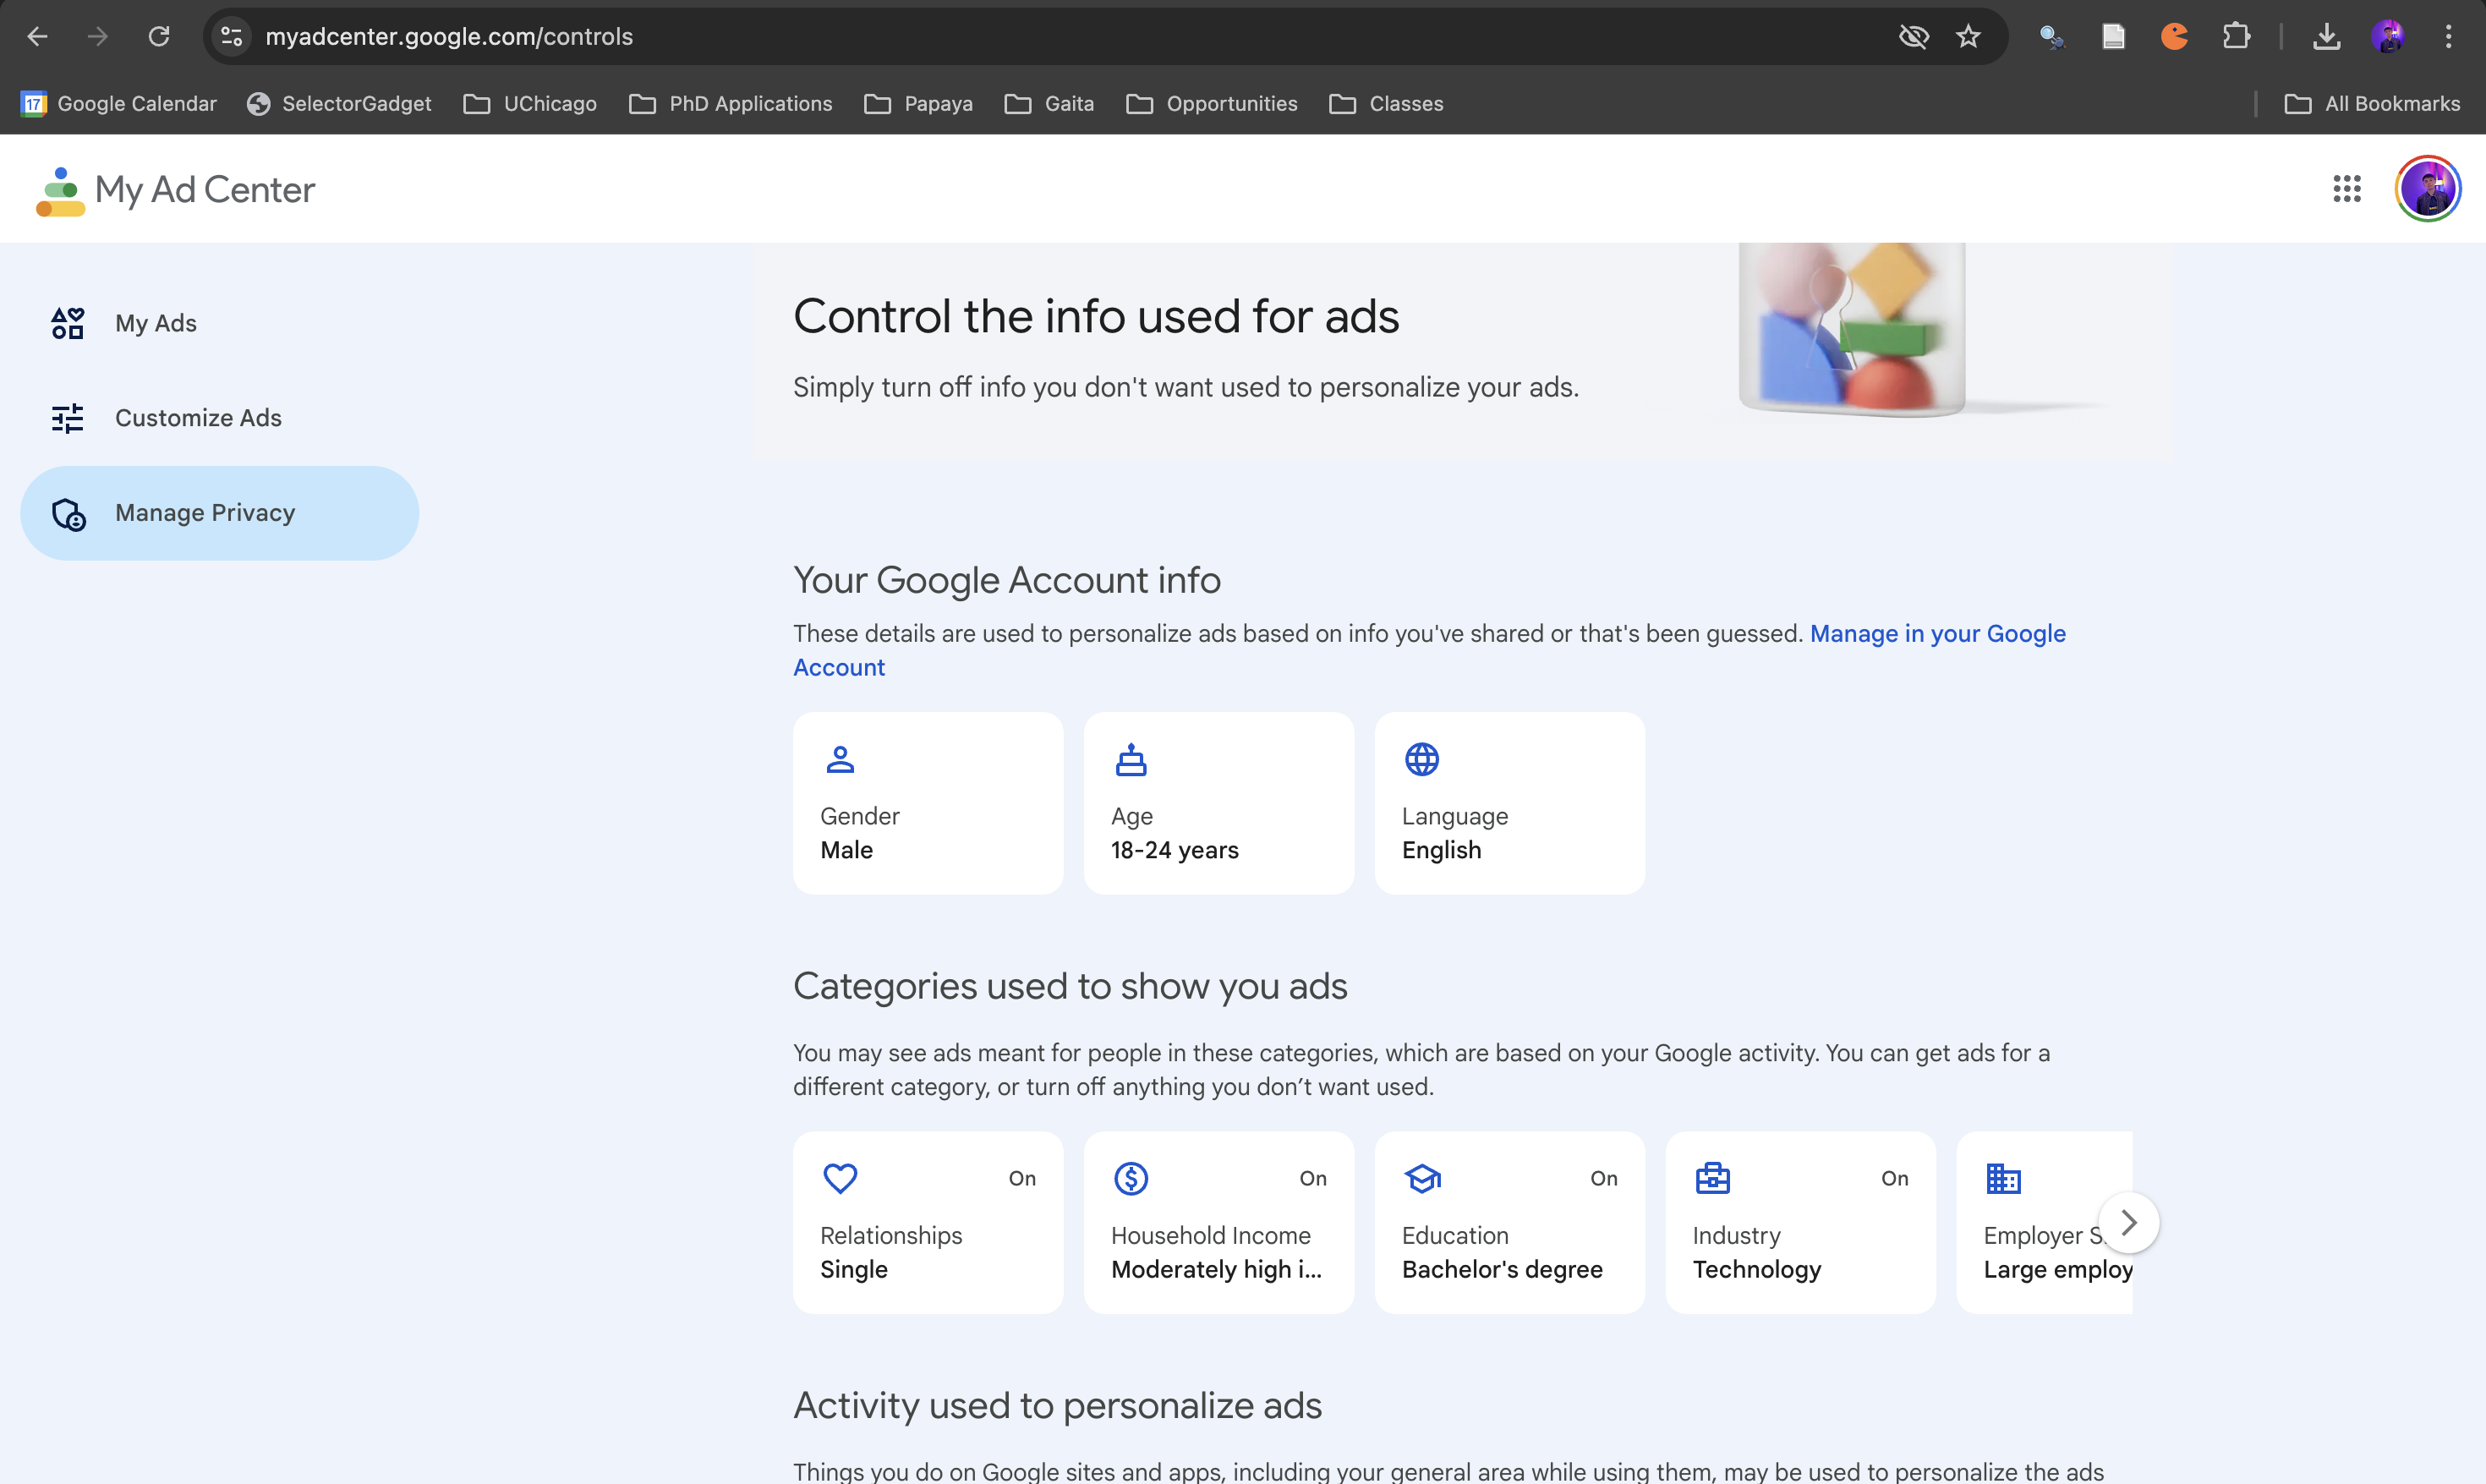 myadcenter.google.com/controls
17 Google Calendar SelectorGadget UChicago PhD Applications Papaya Gaita Opportunities Classes All Bookmarks
My Ad Center
My Ads
Customize Ads
Manage Privacy
Control the info used for ads
Simply turn off info you don't want used to personalize your ads.
Your Google Account info
These details are used to personalize ads based on info you've shared or that's been guessed. Manage in your Google
Account
Gender Age Language
Male 18-24 years English
Categories used to show you ads
You may see ads meant for people in these categories, which are based on your Google activity. You can get ads for a
different category, or turn off anything you don’t want used.
On On On On
Relationships Household Income Education Industry Employer S
Single Moderately high i... Bachelor's degree Technology Large employ
Activity used to personalize ads
Things you do on Google sites and apps, including your general area while using them, may be used to personalize the ads